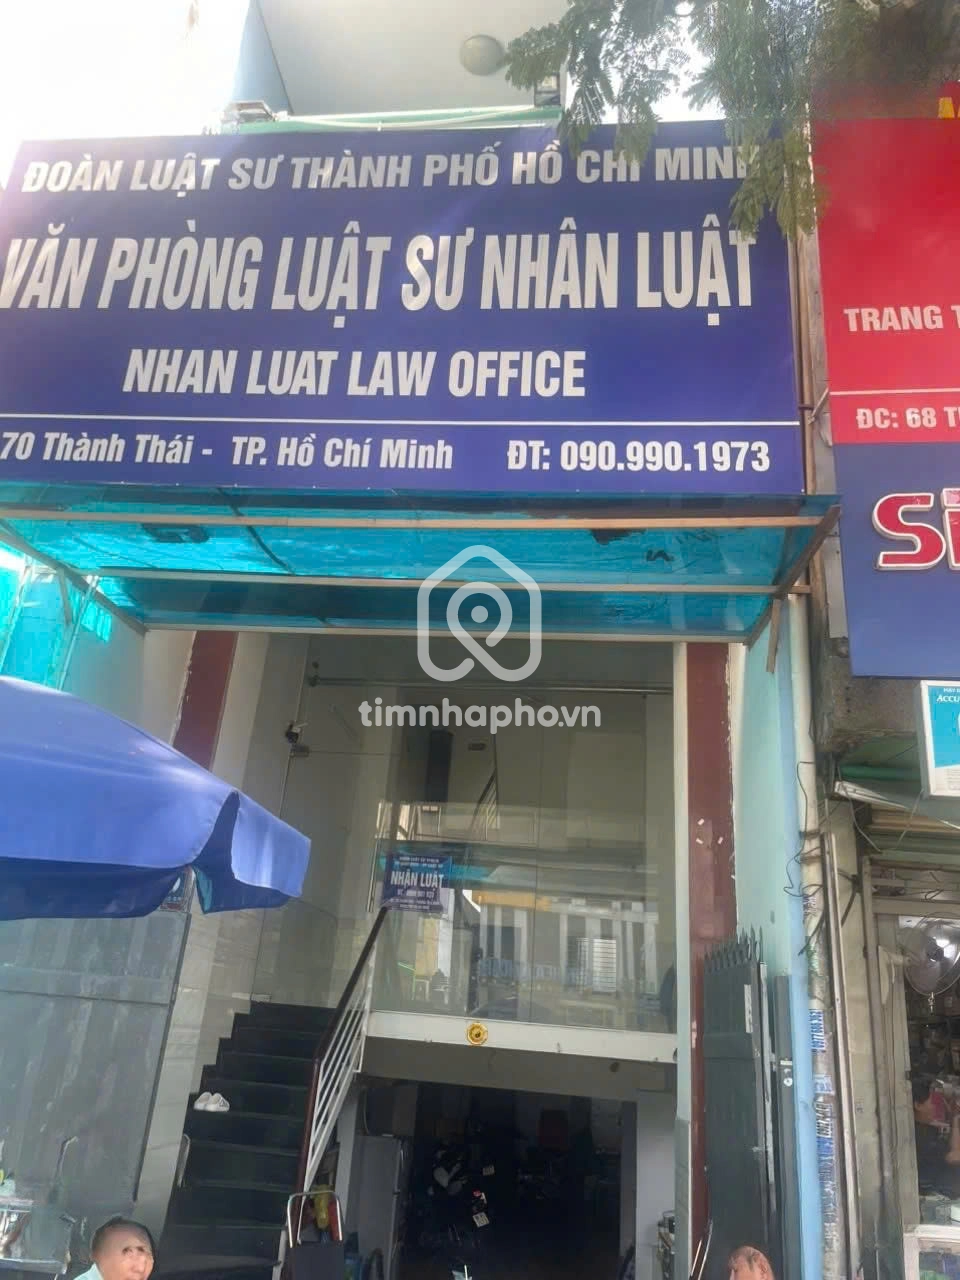 ĐOÀN LUẬT SƯ THÀNH PHỐ HỒ CHÍ MINH
VĂN PHÒNG LUẬT SƯ NHÂN LUẬT
NHAN LUAT LAW OFFICE
70 Thành Thái - TP. Hồ Chí Minh ĐT: 090.990.1973
TRANG
ĐC: 68
Si
timnhapho.vn
NHÂN LUẬT